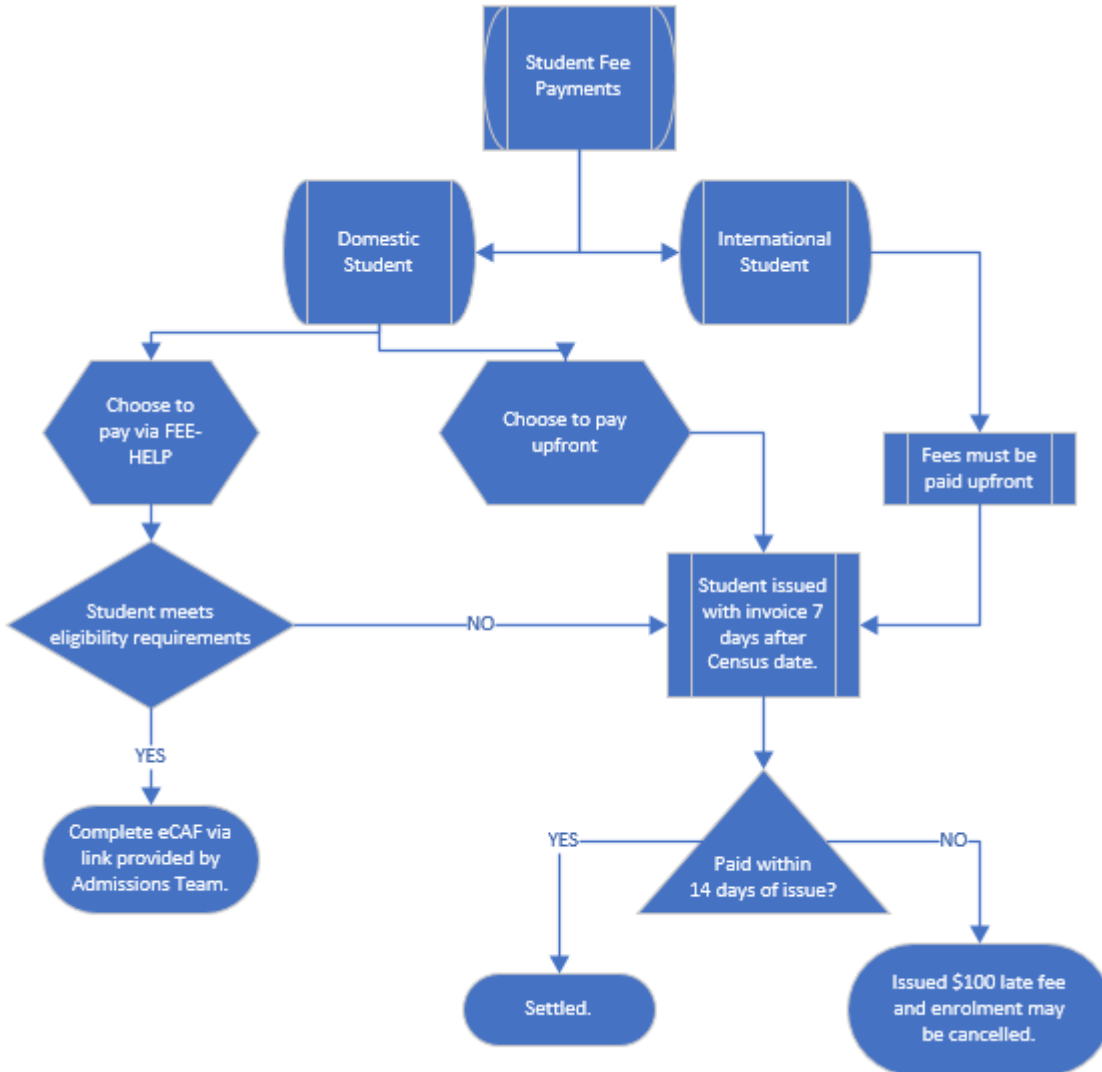 Student Fee
Payments
Domestic
Student
International
Student
Choose to
pay via FEE-
HELP
Choose to pay
upfront
Fees must be
paid upfront
Student meets
eligibility requirements
NO
Student issued
with invoice 7
days after
Census date.
YES
Complete eCAF via
link provided by
Admissions Team.
YES
Paid within
14 days of issue?
NO
Settled.
Issued $100 late fee
and enrolment may
be cancelled.